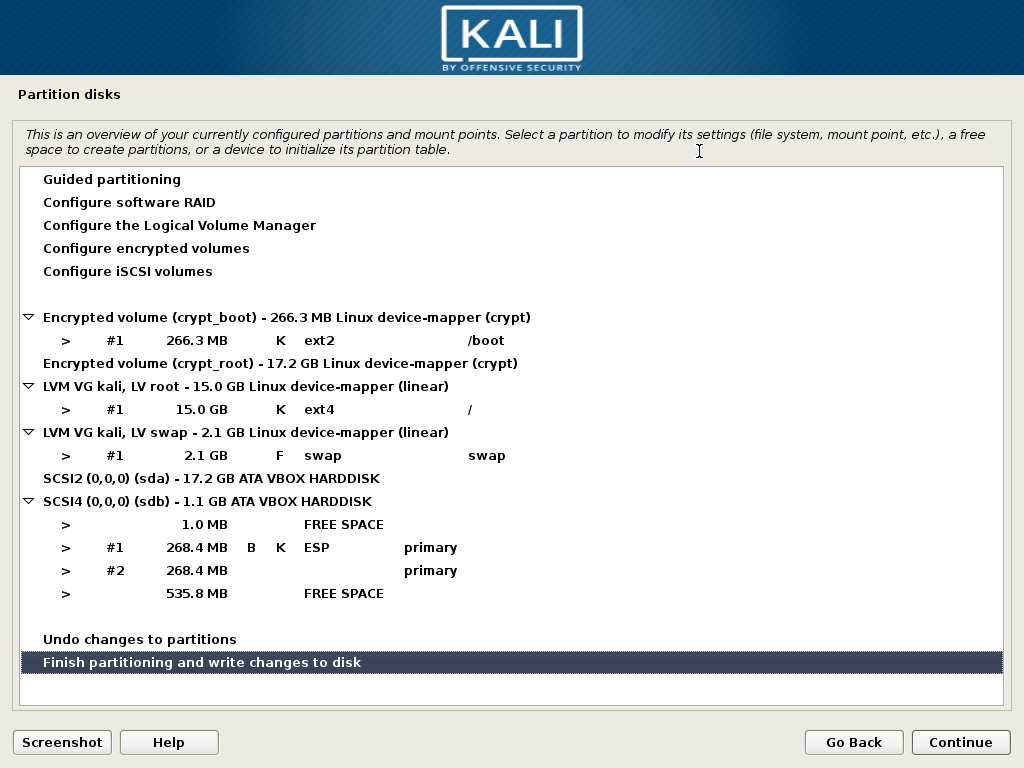 KALI
BY OFFENSIVE SECURITY
Partition disks
This is an overview of your currently configured partitions and mount points. Select a partition to modify its settings (file system, mount point, etc.), a free
space to create partitions, or a device to initialize its partition table.
Guided partitioning
Configure software RAID
Configure the Logical Volume Manager
Configure encrypted volumes
Configure iSCSI volumes
Encrypted volume (crypt_boot) - 266.3 MB Linux device-mapper (crypt)
> #1 266.3 MB K ext2 /boot
Encrypted volume (crypt_root) - 17.2 GB Linux device-mapper (crypt)
LVM VG kali, LV root - 15.0 GB Linux device-mapper (linear)
> #1 15.0 GB K ext4 /
LVM VG kali, LV swap - 2.1 GB Linux device-mapper (linear)
> #1 2.1 GB F swap swap
SCSI2 (0,0,0) (sda) - 17.2 GB ATA VBOX HARDDISK
SCSI4 (0,0,0) (sdb) - 1.1 GB ATA VBOX HARDDISK
> 1.0 MB FREE SPACE
> #1 268.4 MB B K ESP primary
> #2 268.4 MB primary
> 535.8 MB FREE SPACE
Undo changes to partitions
Finish partitioning and write changes to disk
Screenshot Help Go Back Continue